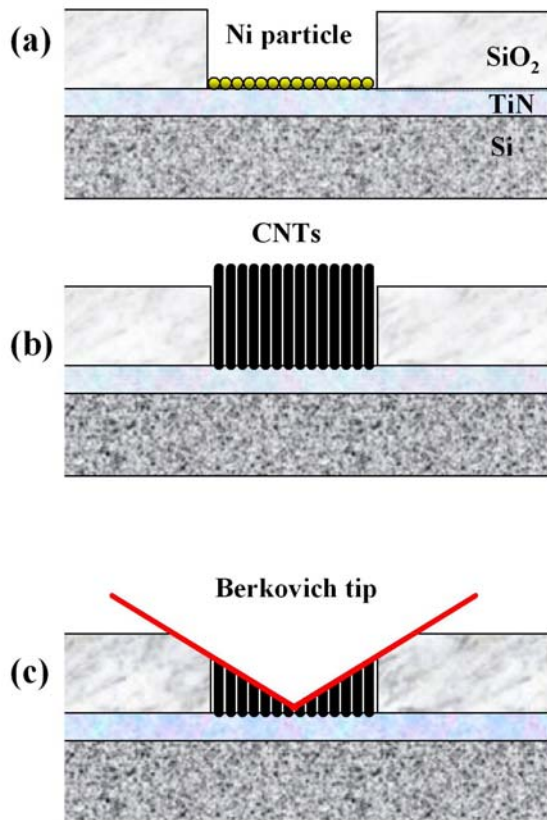 (a)
Ni particle
SiO₂
TiN
Si
CNTs
(b)
Berkovich tip
(c)